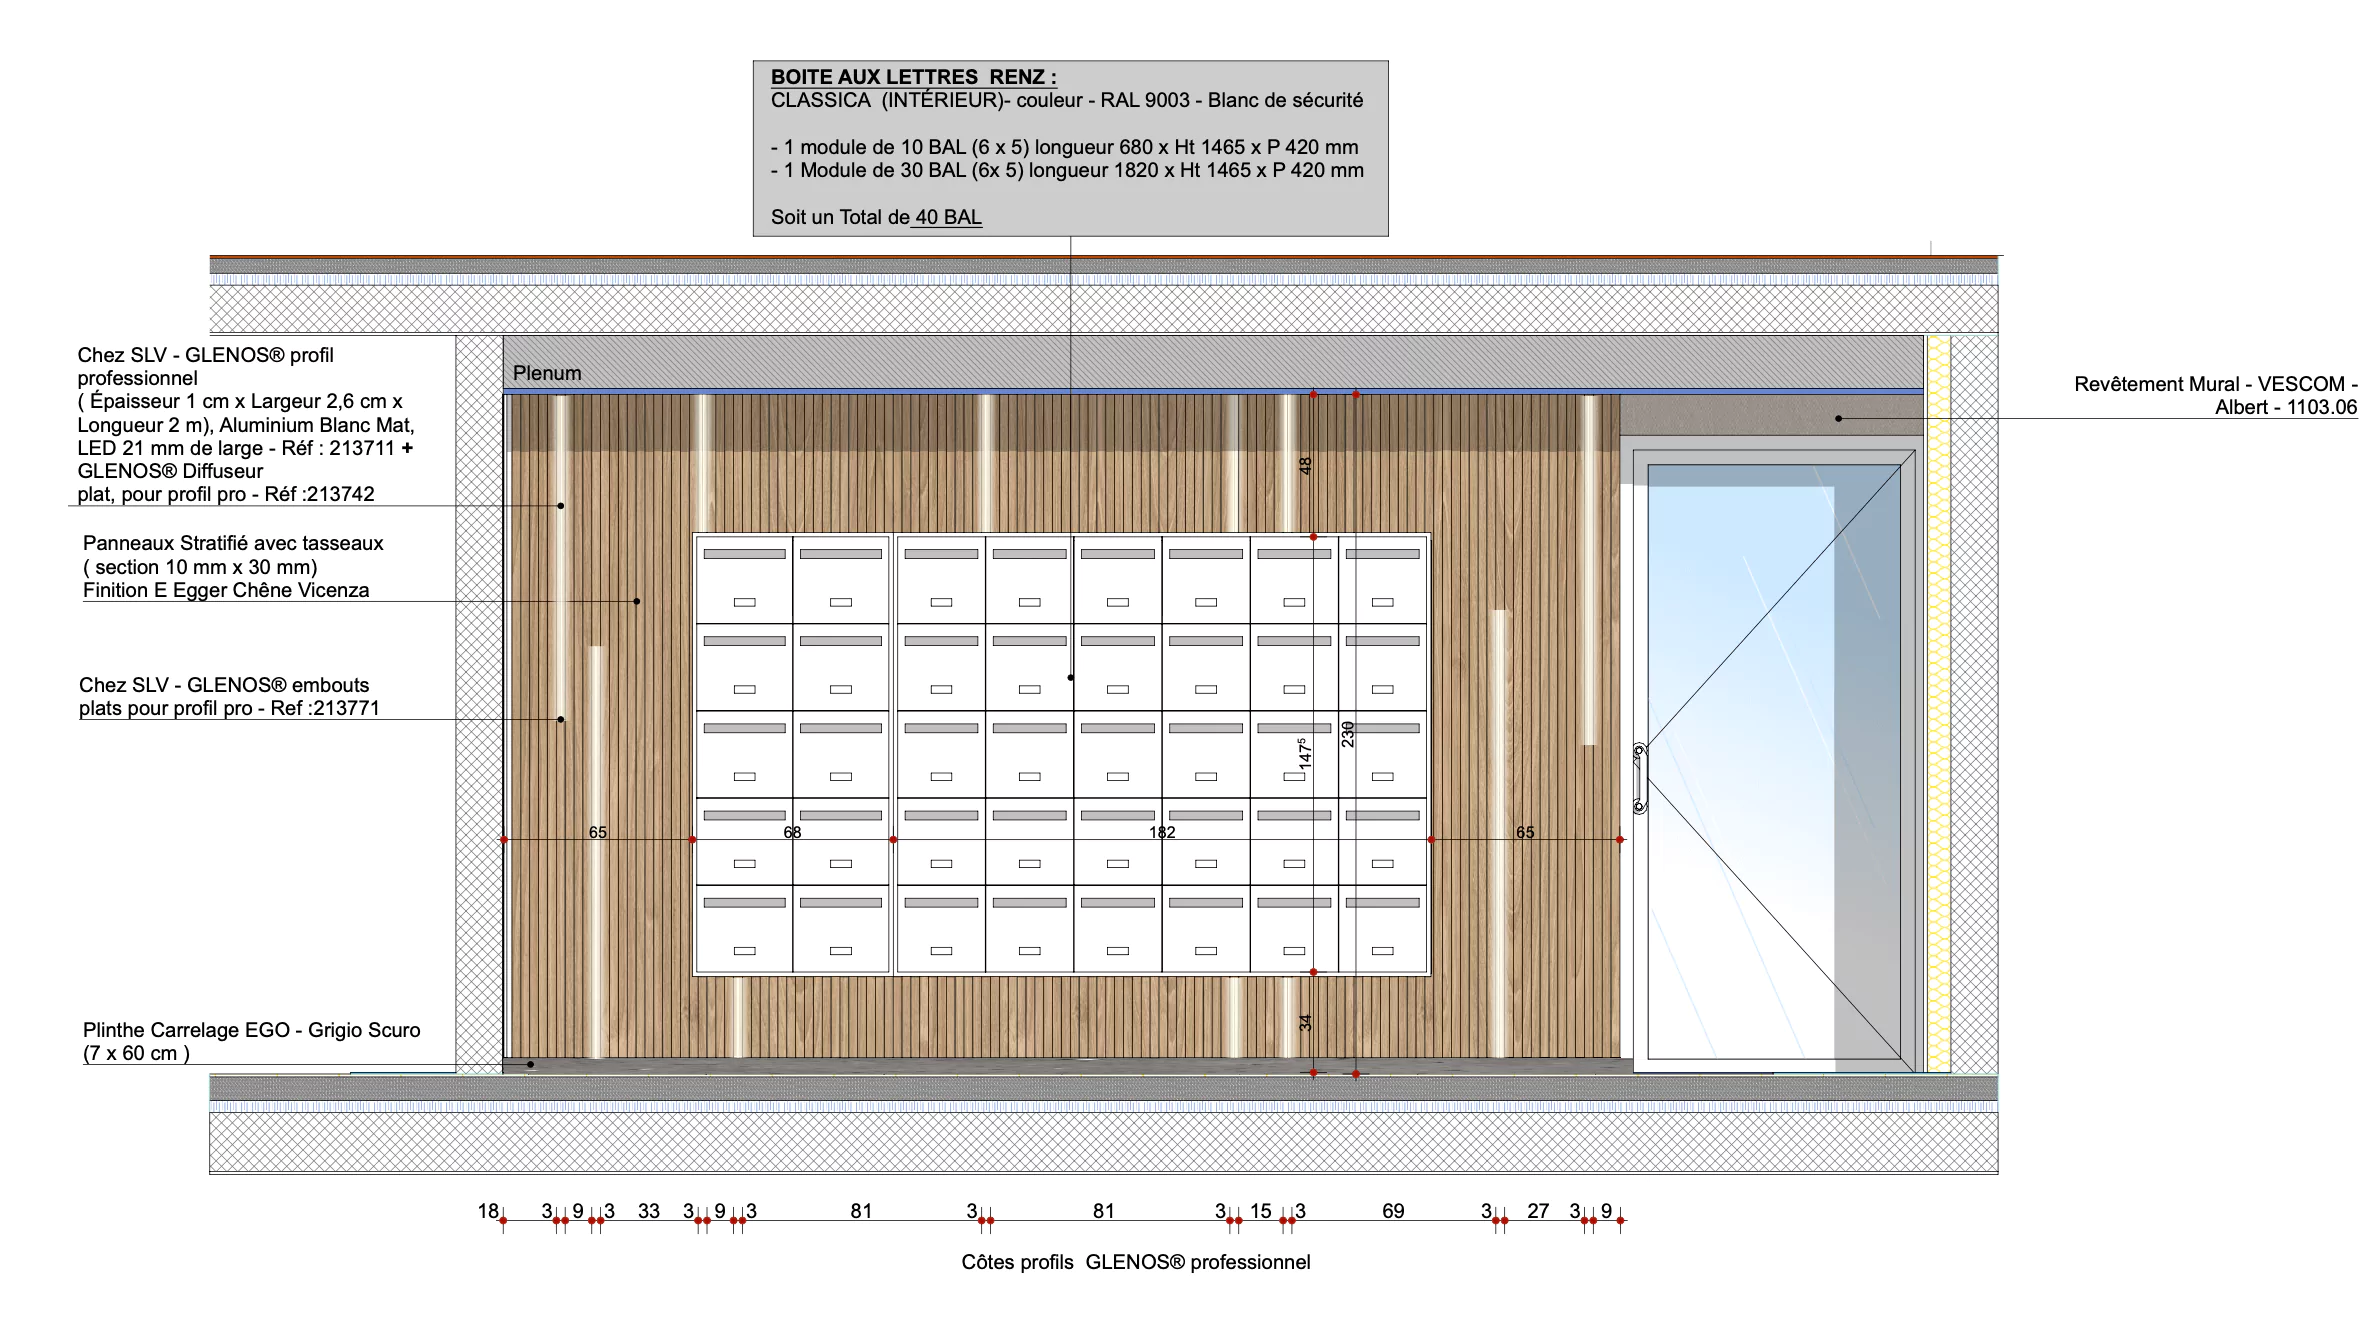 BOITE AUX LETTRES  RENZ :
CLASSICA  (INTÉRIEUR)- couleur - RAL 9003 - Blanc de sécurité
- 1 module de 10 BAL (6 x 5) longueur 680 x Ht 1465 x P 420 mm
- 1 Module de 30 BAL (6x 5) longueur 1820 x Ht 1465 x P 420 mm
Soit un Total de 40 BAL
Chez SLV - GLENOS® profil
professionnel
( Épaisseur 1 cm x Largeur 2,6 cm x
Longueur 2 m), Aluminium Blanc Mat,
LED 21 mm de large - Réf : 213711 +
GLENOS® Diffuseur
plat, pour profil pro - Réf :213742
Plenum
Revêtement Mural - VESCOM -
Albert - 1103.06
Panneaux Stratifié avec tasseaux
( section 10 mm x 30 mm)
Finition E Egger Chêne Vicenza
Chez SLV - GLENOS® embouts
plats pour profil pro - Ref :213771
Plinthe Carrelage EGO - Grigio Scuro
(7 x 60 cm )
48
147⁵
230
65 68 182 65
34
18 3 9 3 33 3 9 3 81 3 81 3 15 3 69 3 27 3 9
Côtes profils  GLENOS® professionnel